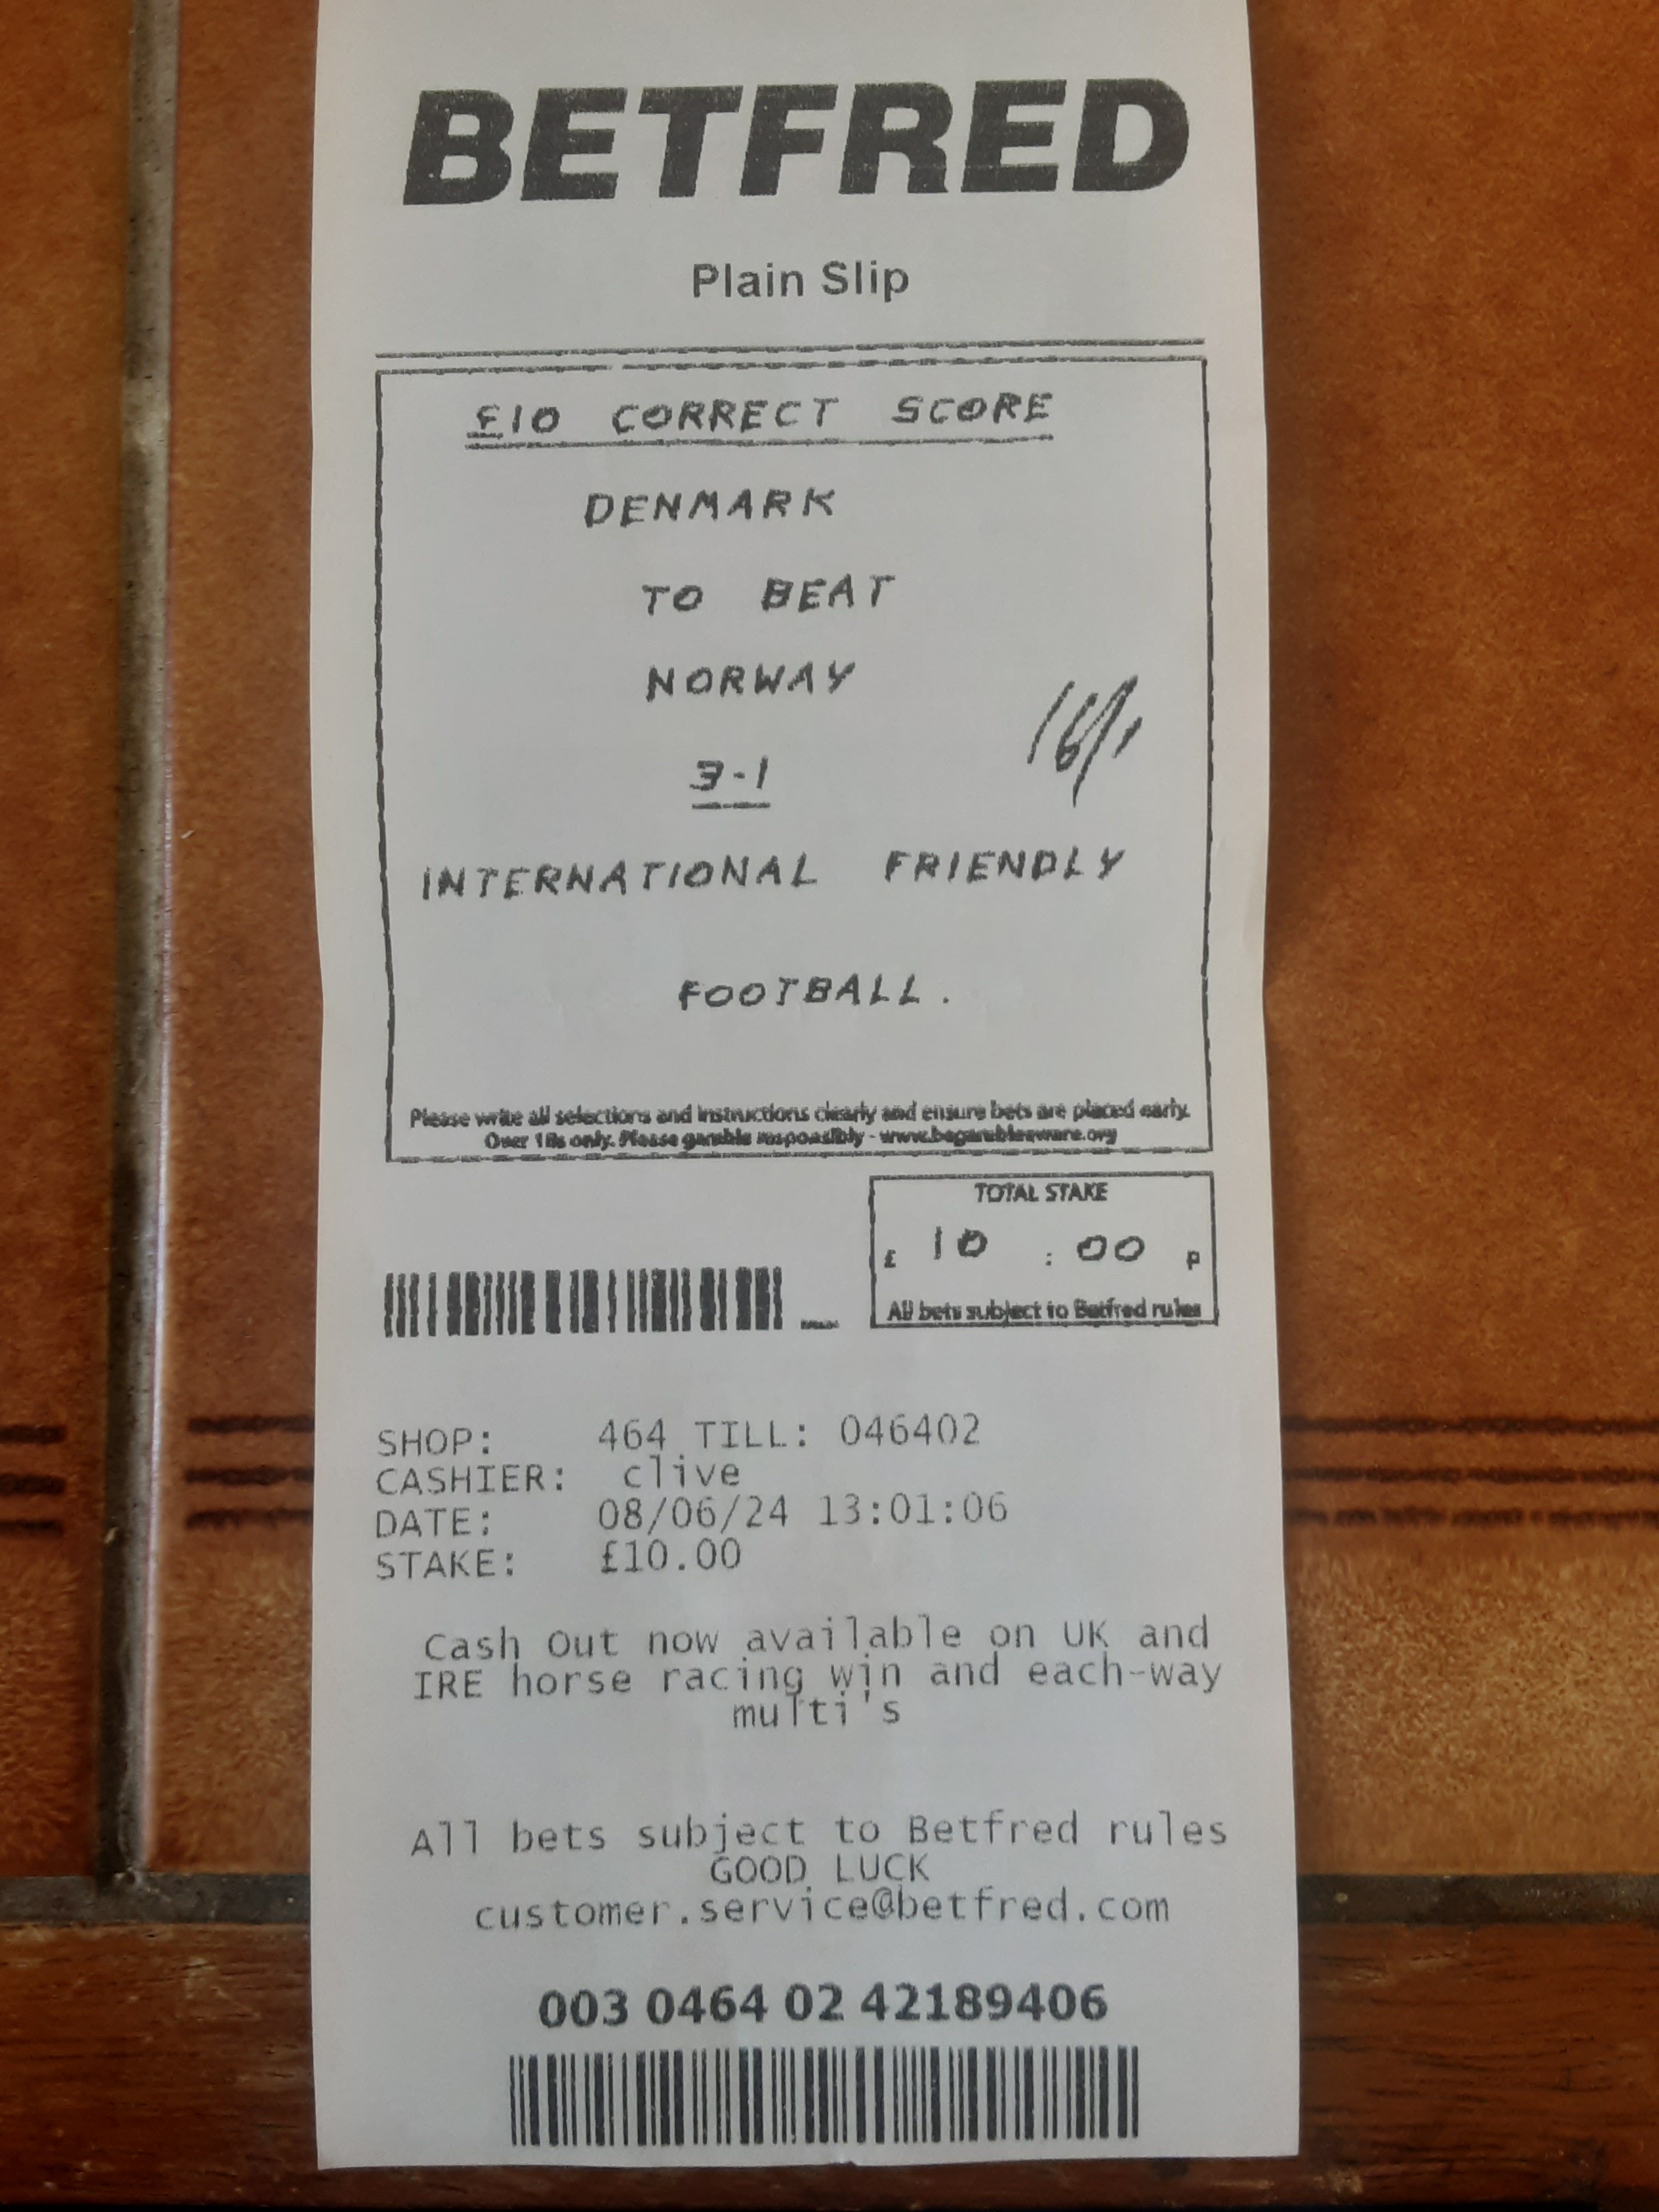 BETFRED
Plain Slip
£10 CORRECT SCORE
DENMARK
TO BEAT
NORWAY
16/1
3-1
INTERNATIONAL FRIENDLY
FOOTBALL.
Please write all selections and instructions clearly and ensure bets are placed early.
Over 18s only. Please gamble responsibly - www.begambleaware.org
TOTAL STAKE
£ 10 : 00 P
All bets subject to Betfred rules
SHOP: 464 TILL: 046402
CASHIER: clive
DATE: 08/06/24 13:01:06
STAKE: £10.00
Cash Out now available on UK and
IRE horse racing win and each-way
multi's
All bets subject to Betfred rules
GOOD LUCK
customer.service@betfred.com
003 0464 02 42189406